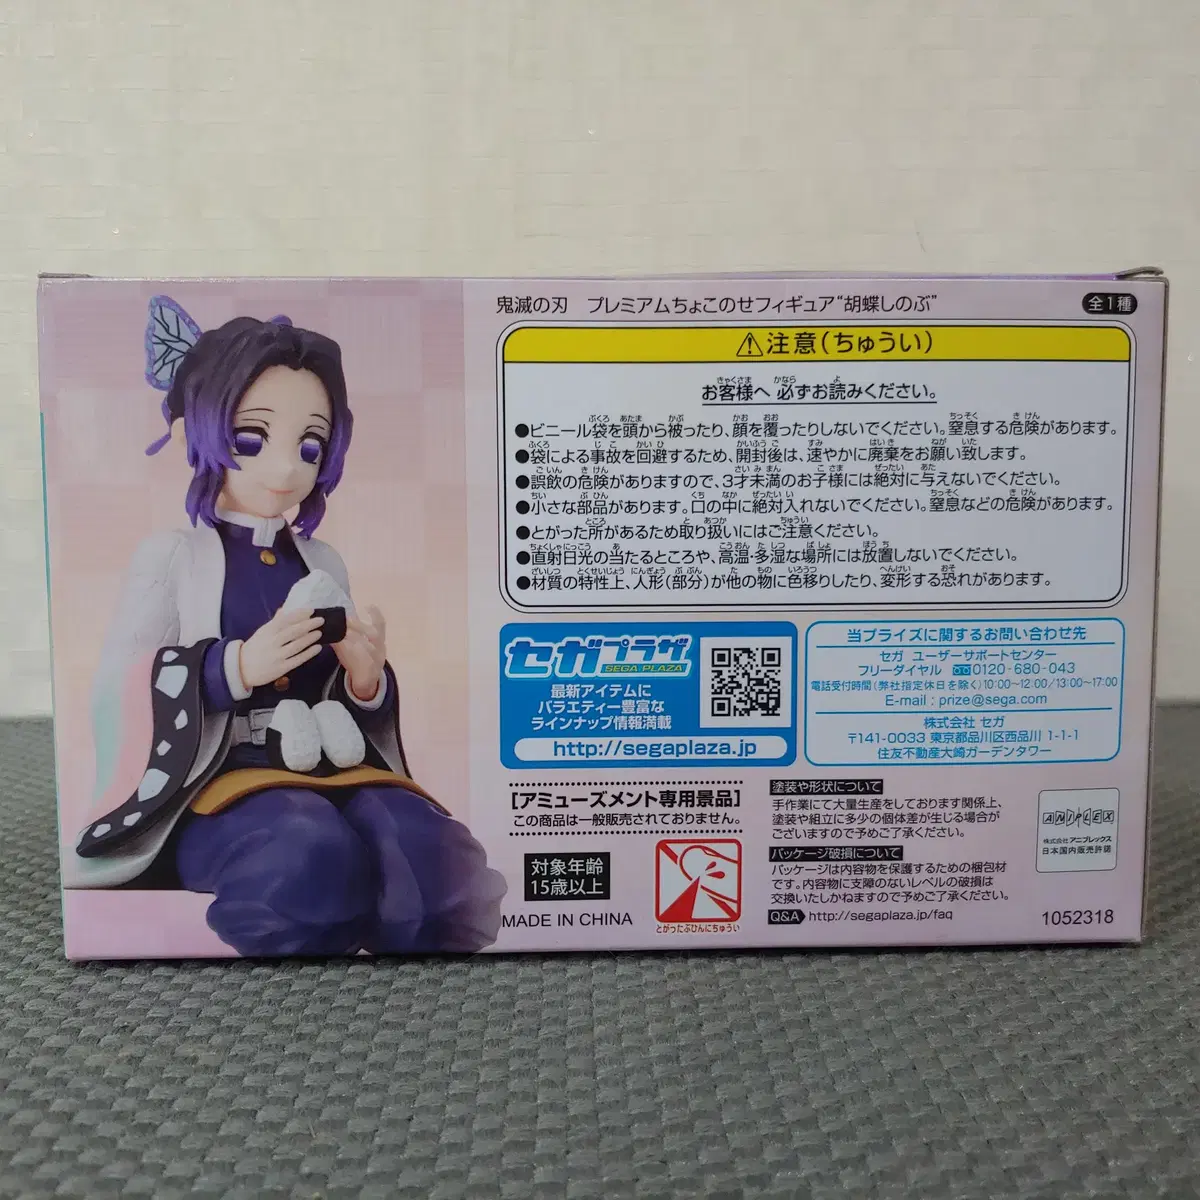 鬼滅の刃　プレミアムちょこのせフィギュア"胡蝶しのぶ"
全1種
⚠注意(ちゅうい)
お客様へ 必ずお読みください。
●ビニール袋を頭から被ったり、顔を覆ったりしないでください。窒息する危険があります。
●袋による事故を回避するため、開封後は、速やかに廃棄をお願い致します。
●誤飲の危険がありますので、3才未満のお子様には絶対に与えないでください。
●小さな部品があります。口の中に絶対入れないでください。窒息などの危険があります。
●とがった所があるため取り扱いにはご注意ください。
●直射日光の当たるところや、高温・多湿な場所には放置しないでください。
●材質の特性上、人形(部分)が他の物に色移りしたり、変形する恐れがあります。
セガプラザ
SEGA PLAZA
最新アイテムに
バラエティー豊富な
ラインナップ情報満載
http://segaplaza.jp
当プライズに関するお問い合わせ先
セガ ユーザーサポートセンター
フリーダイヤル 0120-680-043
電話受付時間(弊社指定休日を除く)10:00~12:00/13:00~17:00
E-mail : prize@sega.com
株式会社 セガ
〒141-0033 東京都品川区西品川 1-1-1
住友不動産大崎ガーデンタワー
[アミューズメント専用景品]
この商品は一般販売されておりません。
対象年齢
15歳以上
MADE IN CHINA
とがったぶひんにちゅうい
塗装や形状について
手作業にて大量生産をしております関係上、
塗装や組立に多少の個体差が生じる場合が
ございますので予めご了承ください。
パッケージ破損について
パッケージは内容物を保護するための梱包材
です。内容物に支障のないレベルの破損は
交換いたしかねますので予めご了承ください。
Q&A http://segaplaza.jp/faq
ANIPLEX
株式会社 アニプレックス
日本国内販売許諾
1052318